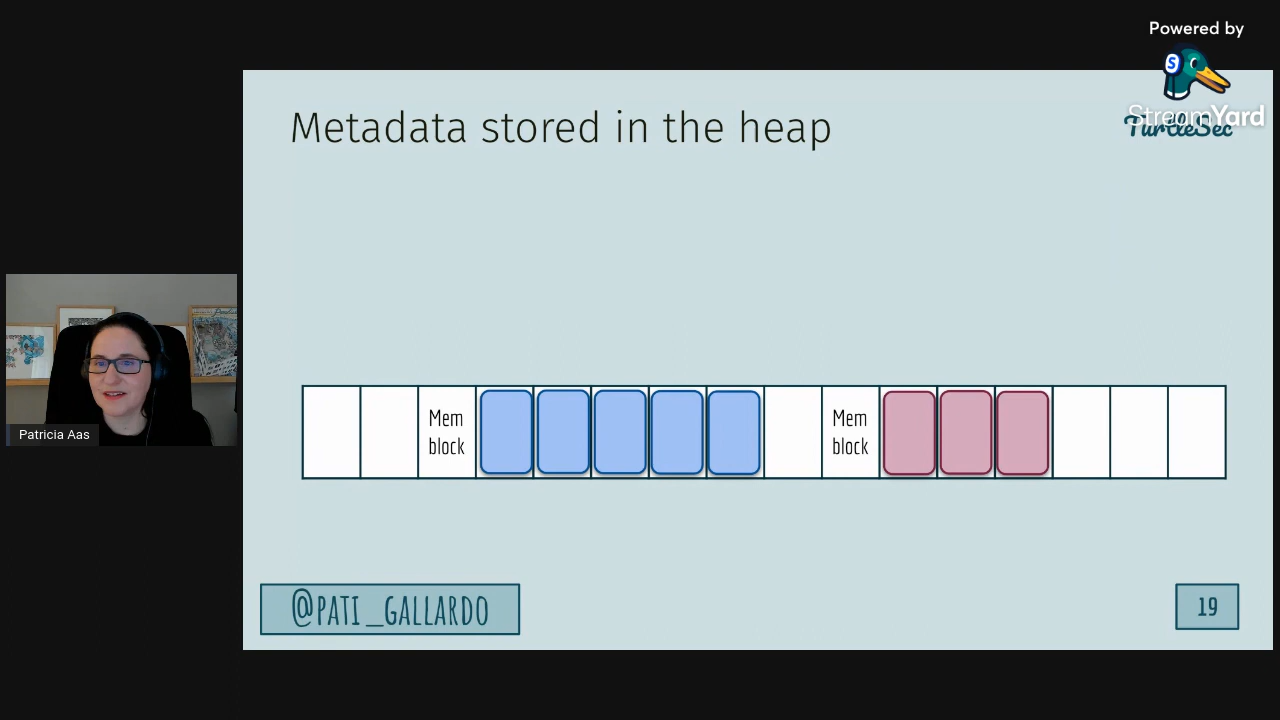 Powered by
StreamYard
TurtleSec
Metadata stored in the heap
Mem
block
Mem
block
Patricia Aas
@PATI_GALLARDO
19